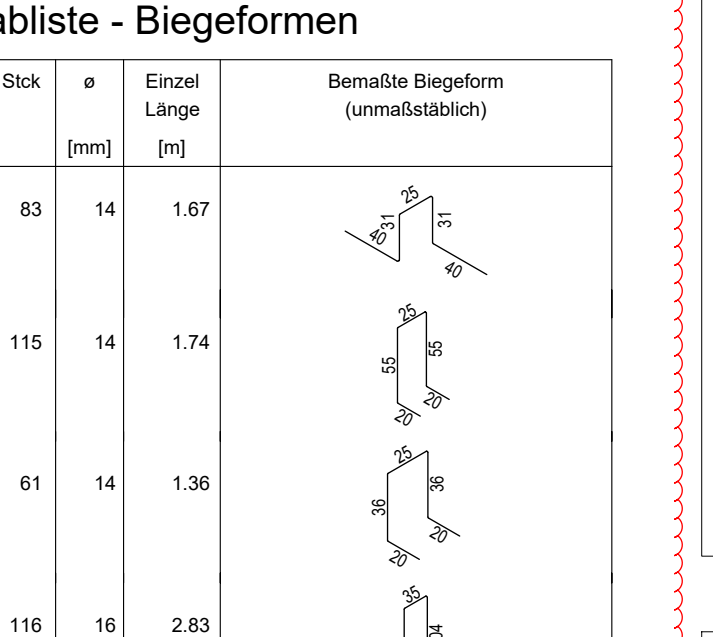 abliste - Biegeformen
Stck ø Einzel Länge Bemaßte Biegeform (unmaßstäblich)
[mm] [m]
83 14 1.67
25
31
31
40
40
115 14 1.74
25
55
55
20
20
61 14 1.36
25
36
36
20
20
116 16 2.83
35